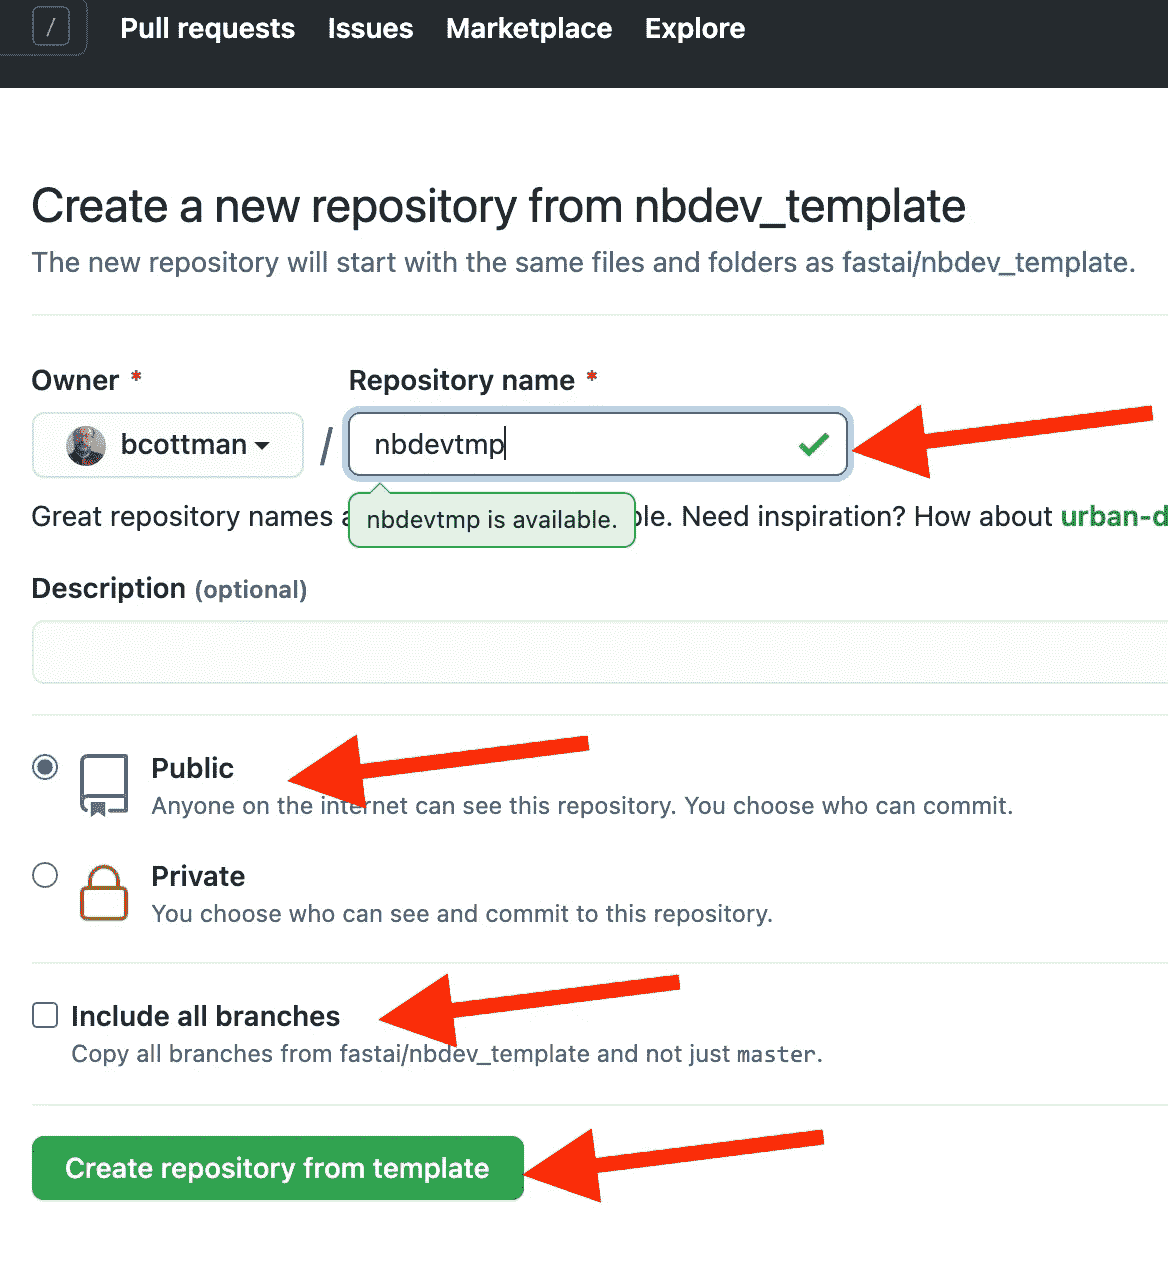 / Pull requests Issues Marketplace Explore
Create a new repository from nbdev_template
The new repository will start with the same files and folders as fastai/nbdev_template.
Owner * Repository name *
bcottman / nbdevtmp
Great repository names Need inspiration? How about urban-d
nbdevtmp is available.
Description (optional)
Public
Anyone on the internet can see this repository. You choose who can commit.
Private
You choose who can see and commit to this repository.
Include all branches
Copy all branches from fastai/nbdev_template and not just master.
Create repository from template